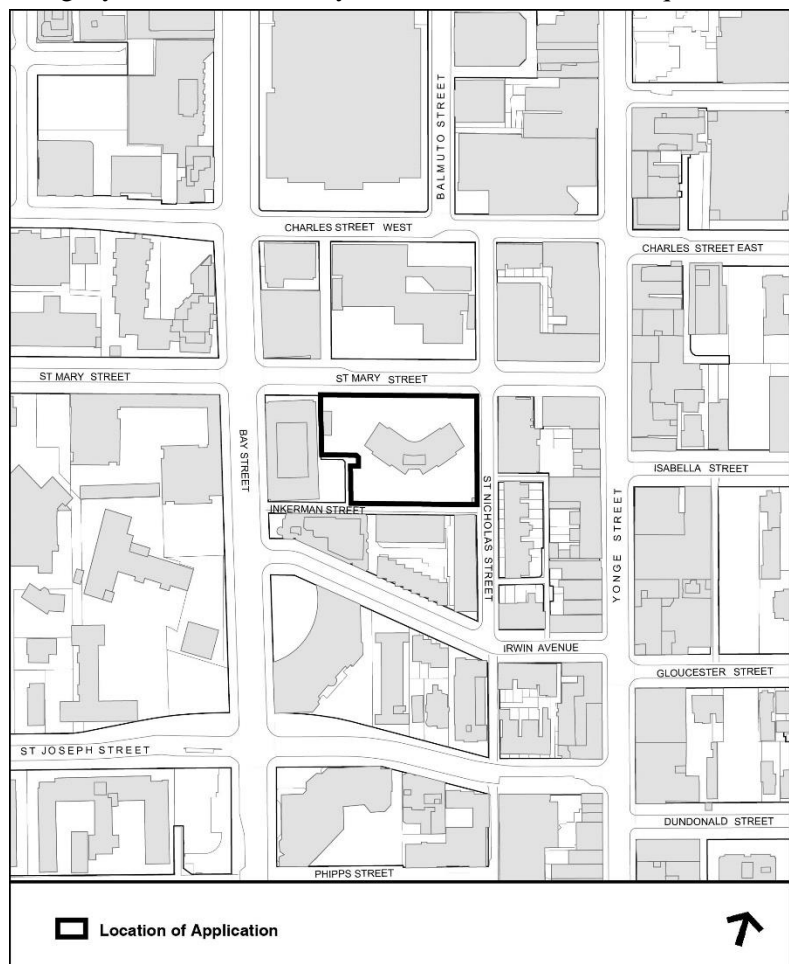 BALMUTO STREET
CHARLES STREET WEST
CHARLES STREET EAST
ST MARY STREET
ST MARY STREET
BAY STREET
ISABELLA STREET
INKERMAN STREET
ST NICHOLAS STREET
YONGE STREET
IRWIN AVENUE
GLOUCESTER STREET
ST JOSEPH STREET
DUNDONALD STREET
PHIPPS STREET
Location of Application